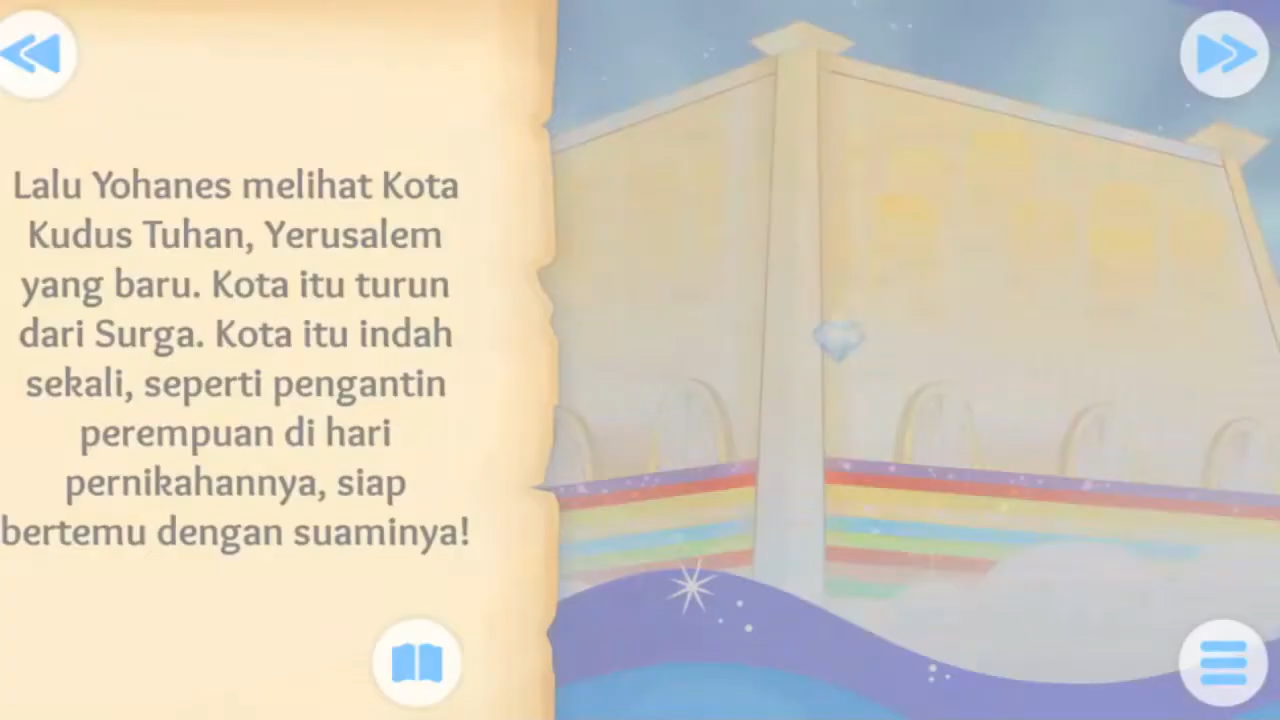 Lalu Yohanes melihat Kota
Kudus Tuhan, Yerusalem
yang baru. Kota itu turun
dari Surga. Kota itu indah
sekali, seperti pengantin
perempuan di hari
pernikahannya, siap
bertemu dengan suaminya!